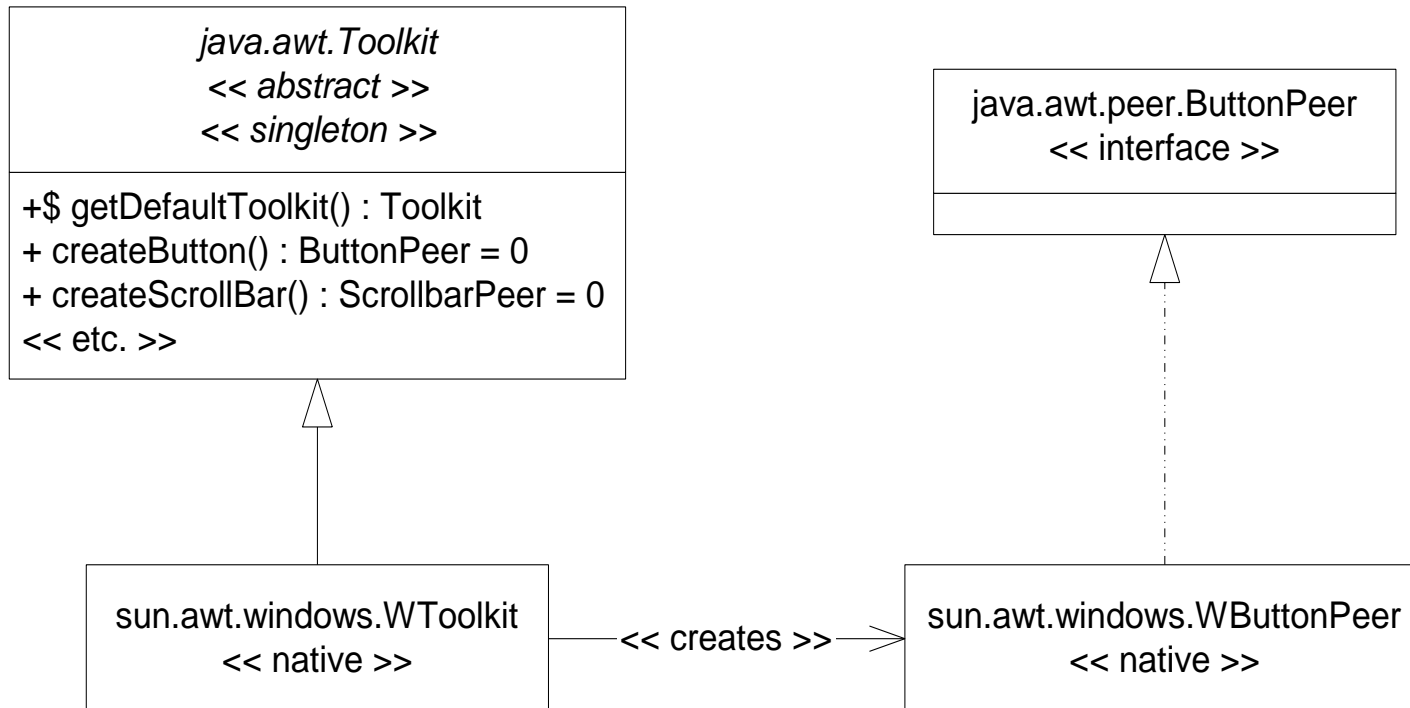 java.awt.Toolkit
<< abstract >>
<< singleton >>
+$ getDefaultToolkit() : Toolkit
+ createButton() : ButtonPeer = 0
+ createScrollBar() : ScrollbarPeer = 0
<< etc. >>
java.awt.peer.ButtonPeer
<< interface >>
sun.awt.windows.WToolkit
<< native >>
<< creates >>
sun.awt.windows.WButtonPeer
<< native >>